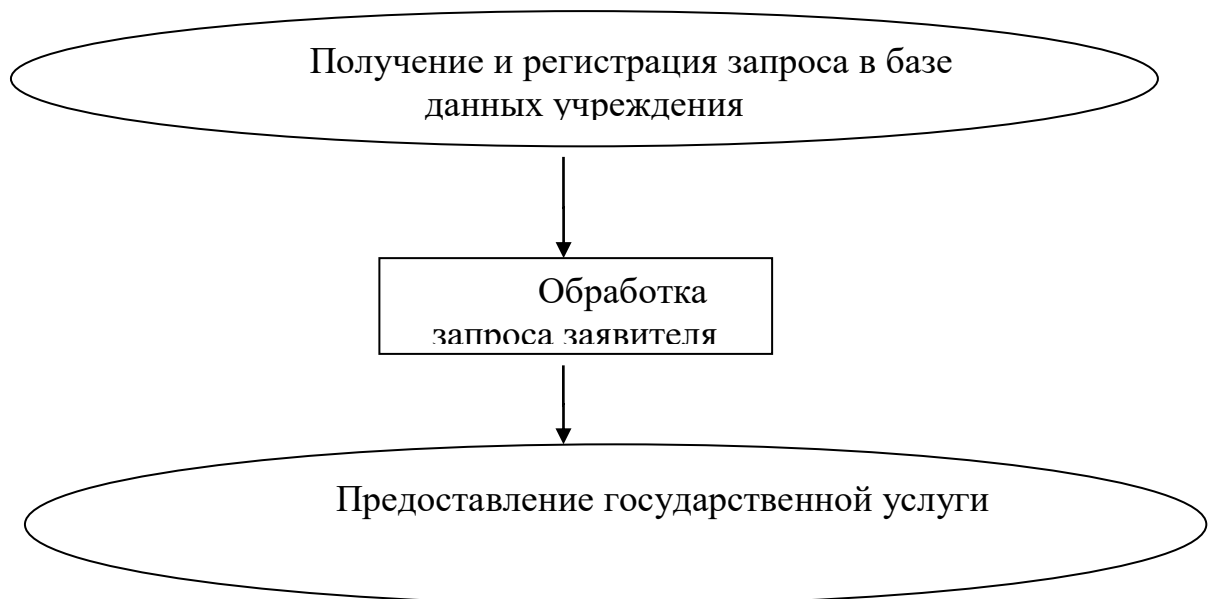 Получение и регистрация запроса в базе
данных учреждения
Обработка
запроса заявителя
Предоставление государственной услуги